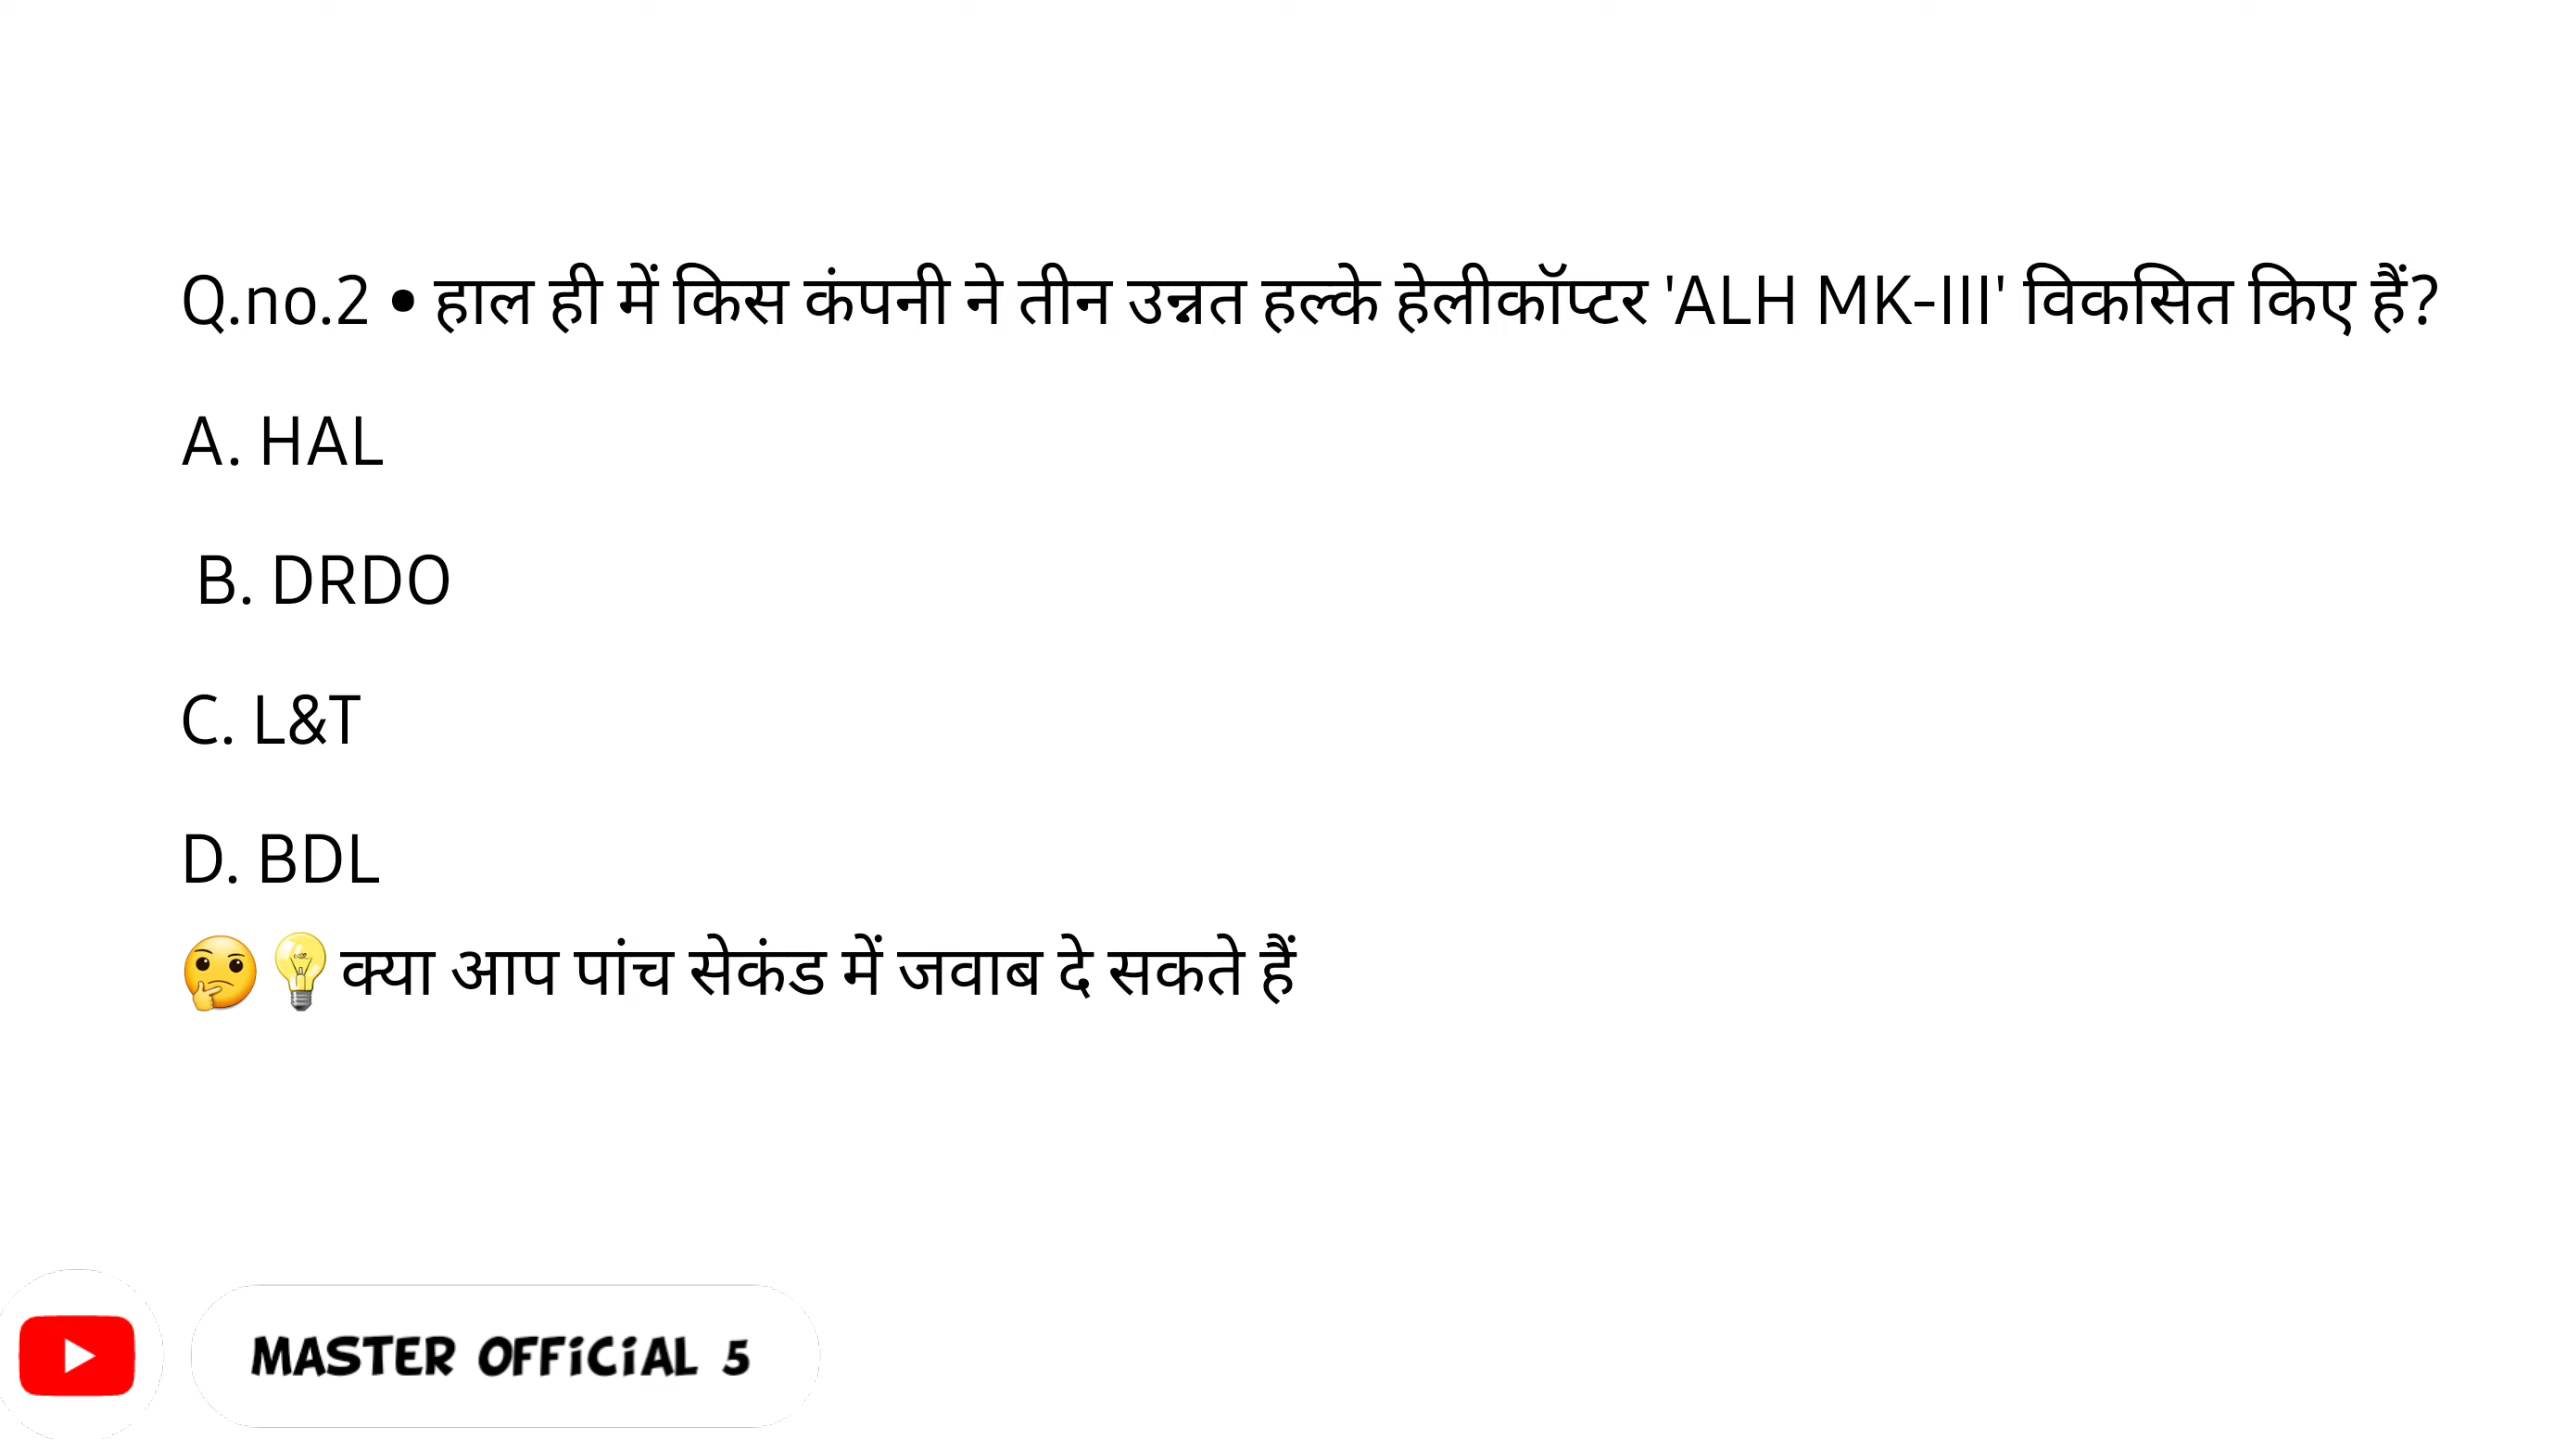 Q.no.2 • हाल ही में किस कंपनी ने तीन उन्नत हल्के हेलीकॉप्टर 'ALH MK-III' विकसित किए हैं?
A. HAL
B. DRDO
C. L&T
D. BDL
🤔💡क्या आप पांच सेकंड में जवाब दे सकते हैं
MASTER OFFiCiAL 5